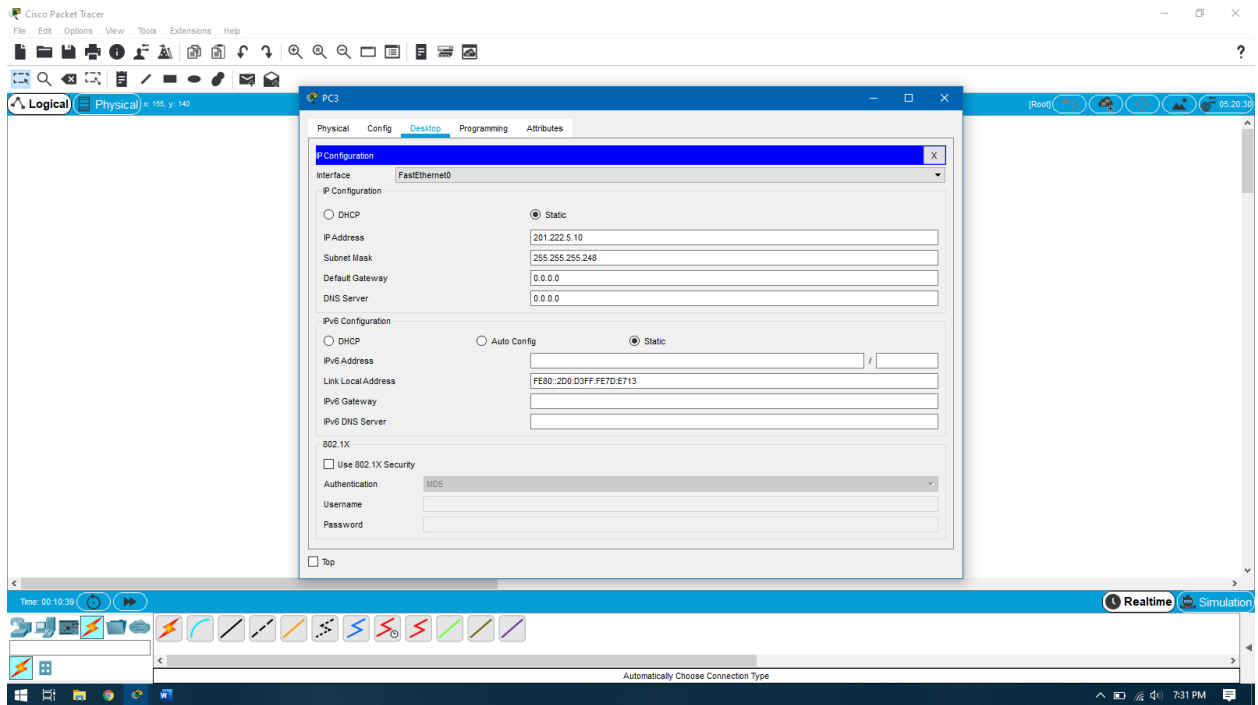 Cisco Packet Tracer
File Edit Options View Tools Extensions Help
?
Logical Physical x: 155, y: 140 [Root] 05:20:30
PC3
Physical Config Desktop Programming Attributes
IP Configuration X
Interface FastEthernet0
IP Configuration
DHCP Static
IP Address 201.222.5.10
Subnet Mask 255.255.255.248
Default Gateway 0.0.0.0
DNS Server 0.0.0.0
IPv6 Configuration
DHCP Auto Config Static
IPv6 Address /
Link Local Address FE80::2D0:D3FF:FE7D:E713
IPv6 Gateway
IPv6 DNS Server
802.1X
Use 802.1X Security
Authentication MD5
Username
Password
Top
Time: 00:10:39 Realtime Simulation
Automatically Choose Connection Type
7:31 PM